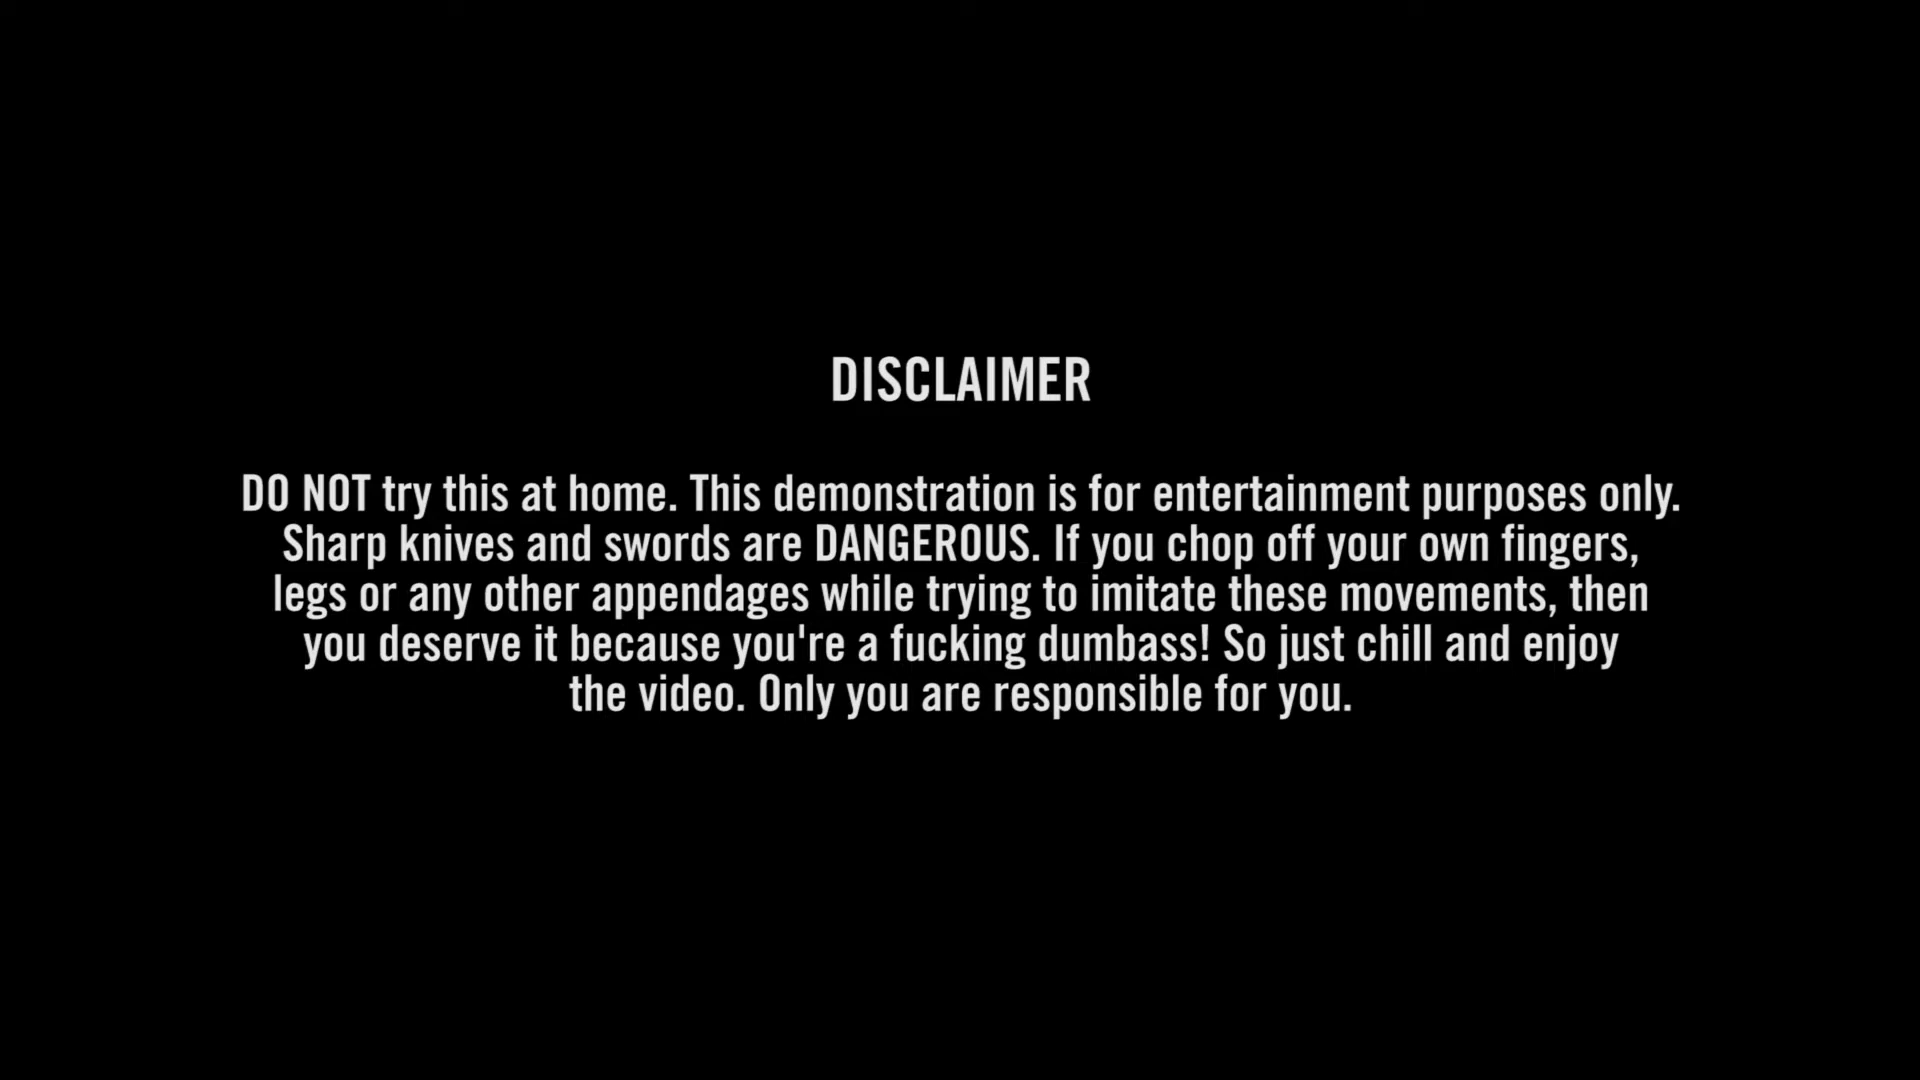 DISCLAIMER
DO NOT try this at home. This demonstration is for entertainment purposes only.
Sharp knives and swords are DANGEROUS. If you chop off your own fingers,
legs or any other appendages while trying to imitate these movements, then
you deserve it because you're a fucking dumbass! So just chill and enjoy
the video. Only you are responsible for you.